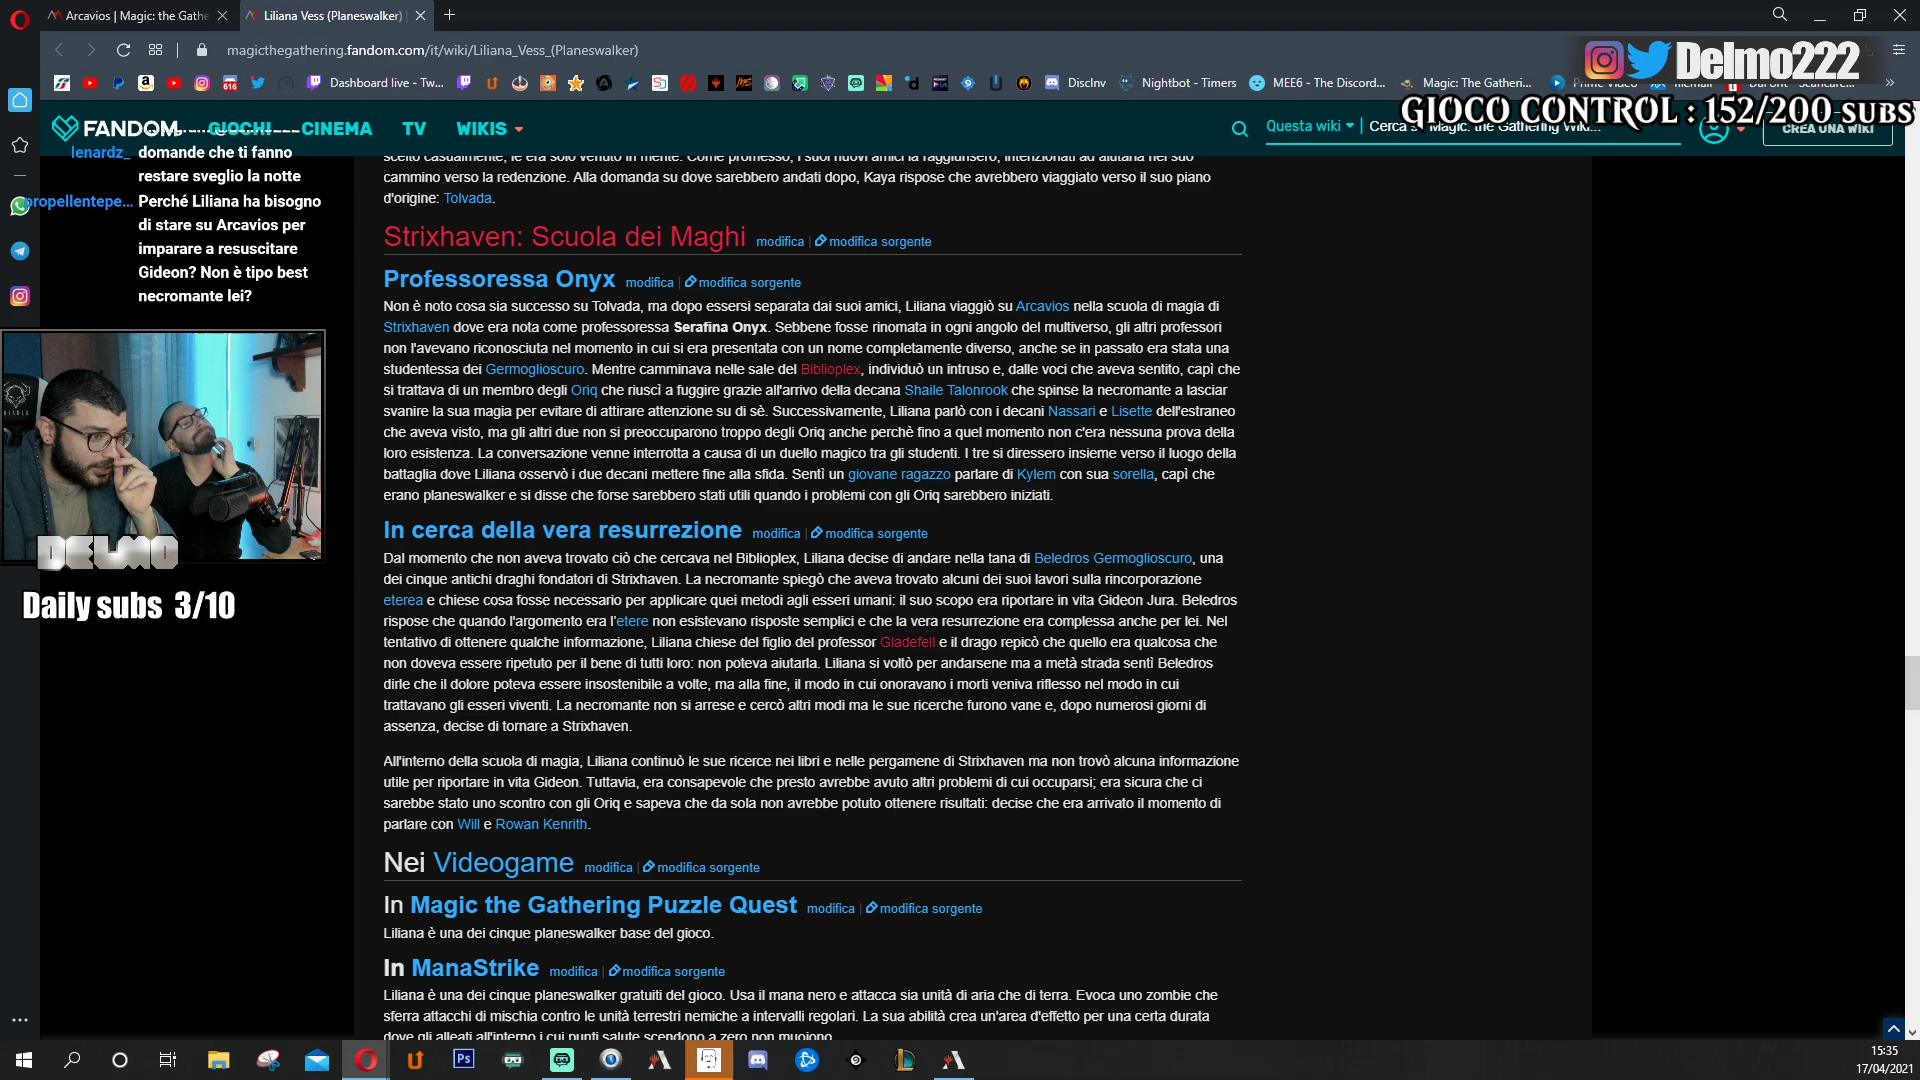 Arcavios | Magic: the Gathe
Liliana Vess (Planeswalker)
magicthegathering.fandom.com/it/wiki/Liliana_Vess_(Planeswalker)
Delmo222
Dashboard live - Tw...
DiscInv
Nightbot - Timers
MEE6 - The Discord...
Magic: The Gatheri...
GIOCO CONTROL : 152/200 SUBS
FANDOM
GIOCHI
CINEMA
TV
WIKIS
Questa wiki
CREA UNA WIKI
lenardz_ domande che ti fanno
restare sveglio la notte
propellentepe... Perché Liliana ha bisogno
di stare su Arcavios per
imparare a resuscitare
Gideon? Non è tipo best
necromante lei?
DELMO
Daily subs 3/10
scelto casualmente, le era solo venuto in mente. Come promesso, i suoi nuovi amici la raggiunsero, intenzionati ad aiutarla nel suo
cammino verso la redenzione. Alla domanda su dove sarebbero andati dopo, Kaya rispose che avrebbero viaggiato verso il suo piano
d'origine: Tolvada.
Strixhaven: Scuola dei Maghi modifica | modifica sorgente
Professoressa Onyx modifica | modifica sorgente
Non è noto cosa sia successo su Tolvada, ma dopo essersi separata dai suoi amici, Liliana viaggiò su Arcavios nella scuola di magia di
Strixhaven dove era nota come professoressa Serafina Onyx. Sebbene fosse rinomata in ogni angolo del multiverso, gli altri professori
non l'avevano riconosciuta nel momento in cui si era presentata con un nome completamente diverso, anche se in passato era stata una
studentessa dei Germoglioscuro. Mentre camminava nelle sale del Biblioplex, individuò un intruso e, dalle voci che aveva sentito, capì che
si trattava di un membro degli Oriq che riuscì a fuggire grazie all'arrivo della decana Shaile Talonrook che spinse la necromante a lasciar
svanire la sua magia per evitare di attirare attenzione su di sè. Successivamente, Liliana parlò con i decani Nassari e Lisette dell'estraneo
che aveva visto, ma gli altri due non si preoccuparono troppo degli Oriq anche perchè fino a quel momento non c'era nessuna prova della
loro esistenza. La conversazione venne interrotta a causa di un duello magico tra gli studenti. I tre si diressero insieme verso il luogo della
battaglia dove Liliana osservò i due decani mettere fine alla sfida. Sentì un giovane ragazzo parlare di Kylem con sua sorella, capì che
erano planeswalker e si disse che forse sarebbero stati utili quando i problemi con gli Oriq sarebbero iniziati.
In cerca della vera resurrezione modifica | modifica sorgente
Dal momento che non aveva trovato ciò che cercava nel Biblioplex, Liliana decise di andare nella tana di Beledros Germoglioscuro, una
dei cinque antichi draghi fondatori di Strixhaven. La necromante spiegò che aveva trovato alcuni dei suoi lavori sulla rincorporazione
eterea e chiese cosa fosse necessario per applicare quei metodi agli esseri umani: il suo scopo era riportare in vita Gideon Jura. Beledros
rispose che quando l'argomento era l'etere non esistevano risposte semplici e che la vera resurrezione era complessa anche per lei. Nel
tentativo di ottenere qualche informazione, Liliana chiese del figlio del professor Gladefell e il drago repicò che quello era qualcosa che
non doveva essere ripetuto per il bene di tutti loro: non poteva aiutarla. Liliana si voltò per andarsene ma a metà strada sentì Beledros
dirle che il dolore poteva essere insostenibile a volte, ma alla fine, il modo in cui onoravano i morti veniva riflesso nel modo in cui
trattavano gli esseri viventi. La necromante non si arrese e cercò altri modi ma le sue ricerche furono vane e, dopo numerosi giorni di
assenza, decise di tornare a Strixhaven.
All'interno della scuola di magia, Liliana continuò le sue ricerce nei libri e nelle pergamene di Strixhaven ma non trovò alcuna informazione
utile per riportare in vita Gideon. Tuttavia, era consapevole che presto avrebbe avuto altri problemi di cui occuparsi; era sicura che ci
sarebbe stato uno scontro con gli Oriq e sapeva che da sola non avrebbe potuto ottenere risultati: decise che era arrivato il momento di
parlare con Will e Rowan Kenrith.
Nei Videogame modifica | modifica sorgente
In Magic the Gathering Puzzle Quest modifica | modifica sorgente
Liliana è una dei cinque planeswalker base del gioco.
In ManaStrike modifica | modifica sorgente
Liliana è una dei cinque planeswalker gratuiti del gioco. Usa il mana nero e attacca sia unità di aria che di terra. Evoca uno zombie che
sferra attacchi di mischia contro le unità terrestri nemiche a intervalli regolari. La sua abilità crea un'area d'effetto per una certa durata
dove gli alleati all'interno i cui punti salute scendono a zero non muoiono
15:35
17/04/2021